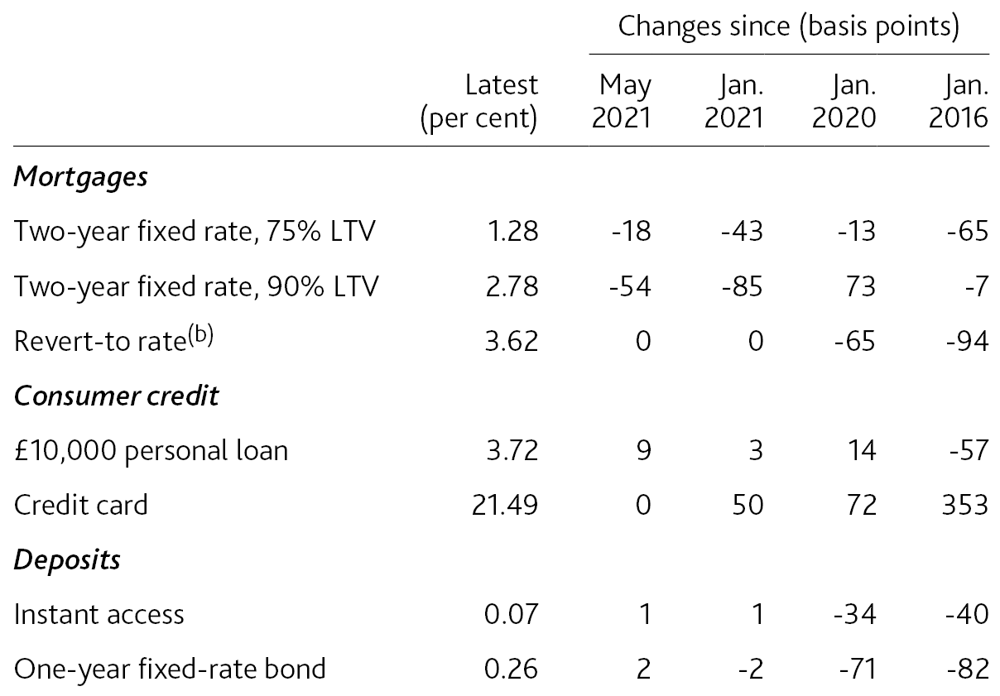 Changes since (basis points)
Latest May Jan. Jan. Jan.
(per cent) 2021 2021 2020 2016
Mortgages
Two-year fixed rate, 75% LTV 1.28 -18 -43 -13 -65
Two-year fixed rate, 90% LTV 2.78 -54 -85 73 -7
Revert-to rate(b) 3.62 0 0 -65 -94
Consumer credit
£10,000 personal loan 3.72 9 3 14 -57
Credit card 21.49 0 50 72 353
Deposits
Instant access 0.07 1 1 -34 -40
One-year fixed-rate bond 0.26 2 -2 -71 -82